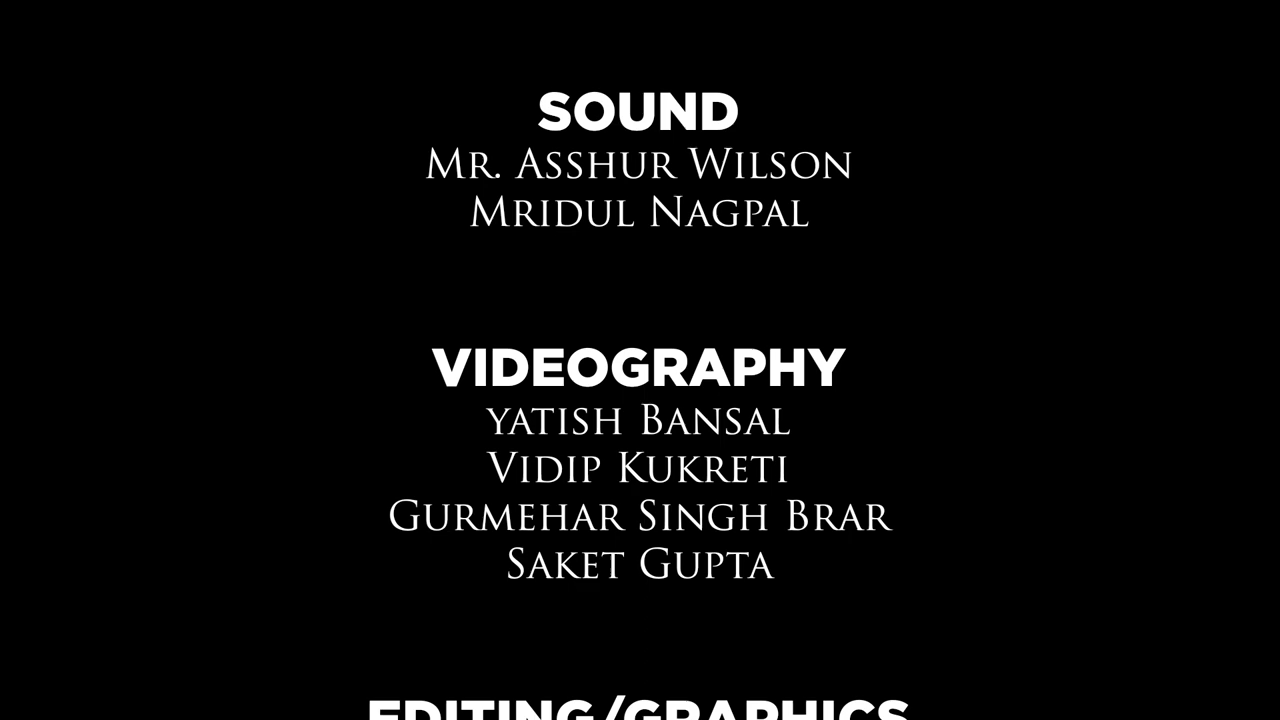 SOUND
Mr. Asshur Wilson
Mridul Nagpal
VIDEOGRAPHY
yatish Bansal
Vidip Kukreti
Gurmehar Singh Brar
Saket Gupta
EDITING/GRAPHICS